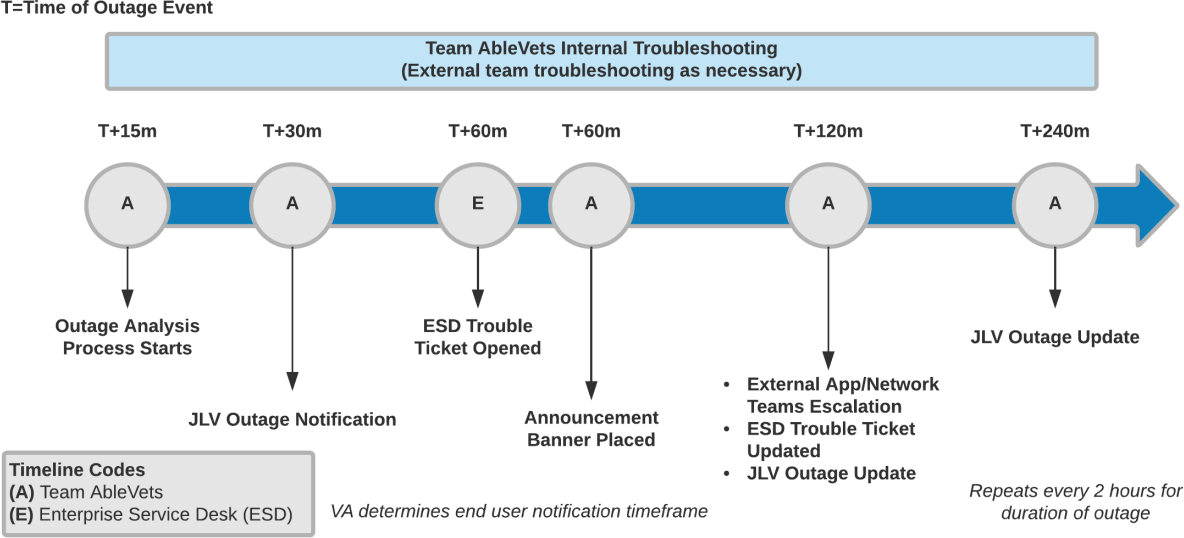 T=Time of Outage Event
Team AbleVets Internal Troubleshooting
(External team troubleshooting as necessary)
T+15m
T+30m
T+60m
T+60m
T+120m
T+240m
A
A
E
A
A
A
Outage Analysis
Process Starts
JLV Outage Notification
ESD Trouble
Ticket Opened
Announcement
Banner Placed
• External App/Network
Teams Escalation
• ESD Trouble Ticket
Updated
• JLV Outage Update
JLV Outage Update
Timeline Codes
(A) Team AbleVets
(E) Enterprise Service Desk (ESD)
VA determines end user notification timeframe
Repeats every 2 hours for
duration of outage